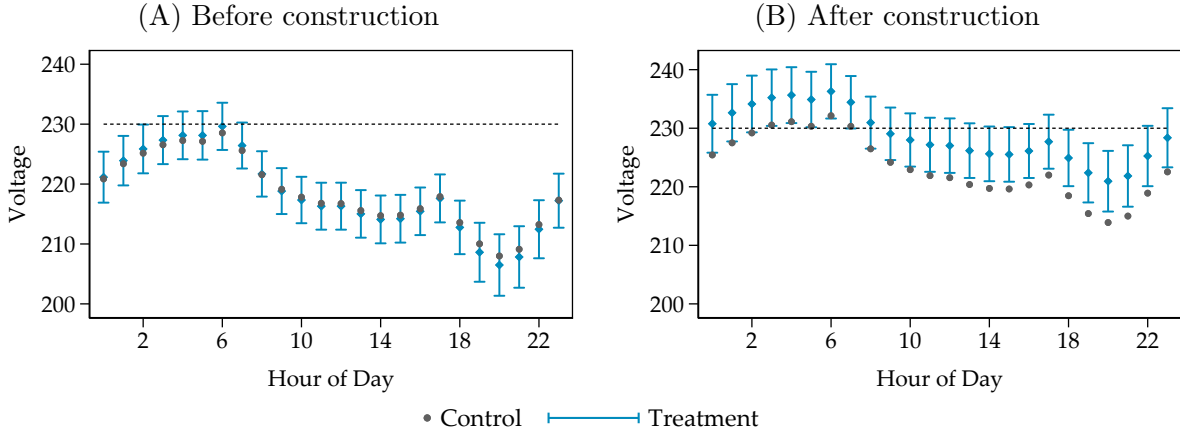 (A) Before construction
240
230
220
210
200
Voltage
2
6
10
14
18
22
Hour of Day
(B) After construction
240
230
220
210
200
Voltage
2
6
10
14
18
22
Hour of Day
Control
Treatment